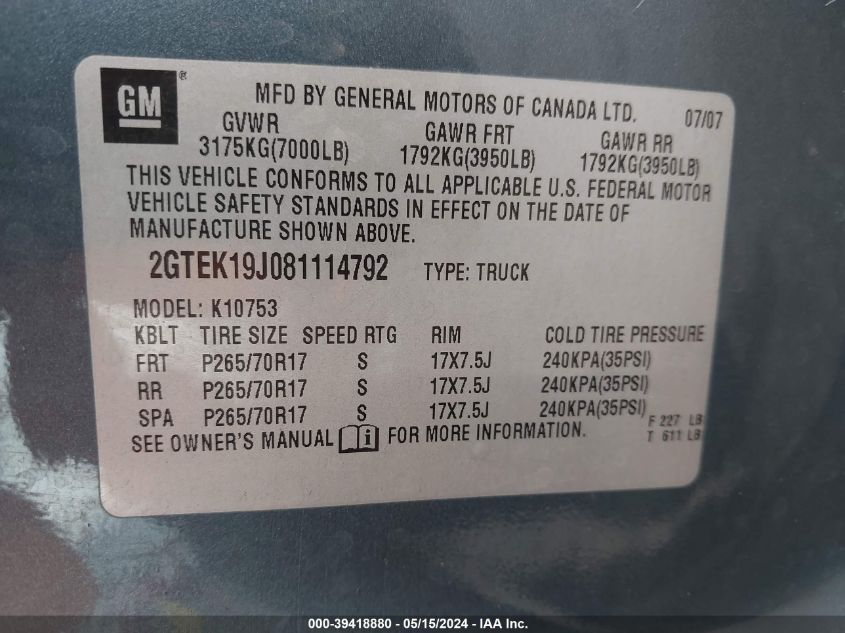 GM ®
MFD BY GENERAL MOTORS OF CANADA LTD. 07/07
GVWR GAWR FRT GAWR RR
3175KG(7000LB) 1792KG(3950LB) 1792KG(3950LB)
THIS VEHICLE CONFORMS TO ALL APPLICABLE U.S. FEDERAL MOTOR
VEHICLE SAFETY STANDARDS IN EFFECT ON THE DATE OF
MANUFACTURE SHOWN ABOVE.
2GTEK19J081114792 TYPE: TRUCK
MODEL: K10753
KBLT TIRE SIZE SPEED RTG RIM COLD TIRE PRESSURE
FRT P265/70R17 S 17X7.5J 240KPA(35PSI)
RR P265/70R17 S 17X7.5J 240KPA(35PSI)
SPA P265/70R17 S 17X7.5J 240KPA(35PSI)
F 227 LB
SEE OWNER'S MANUAL i FOR MORE INFORMATION.
T 611 LB
000-39418880 - 05/15/2024 - IAA Inc.